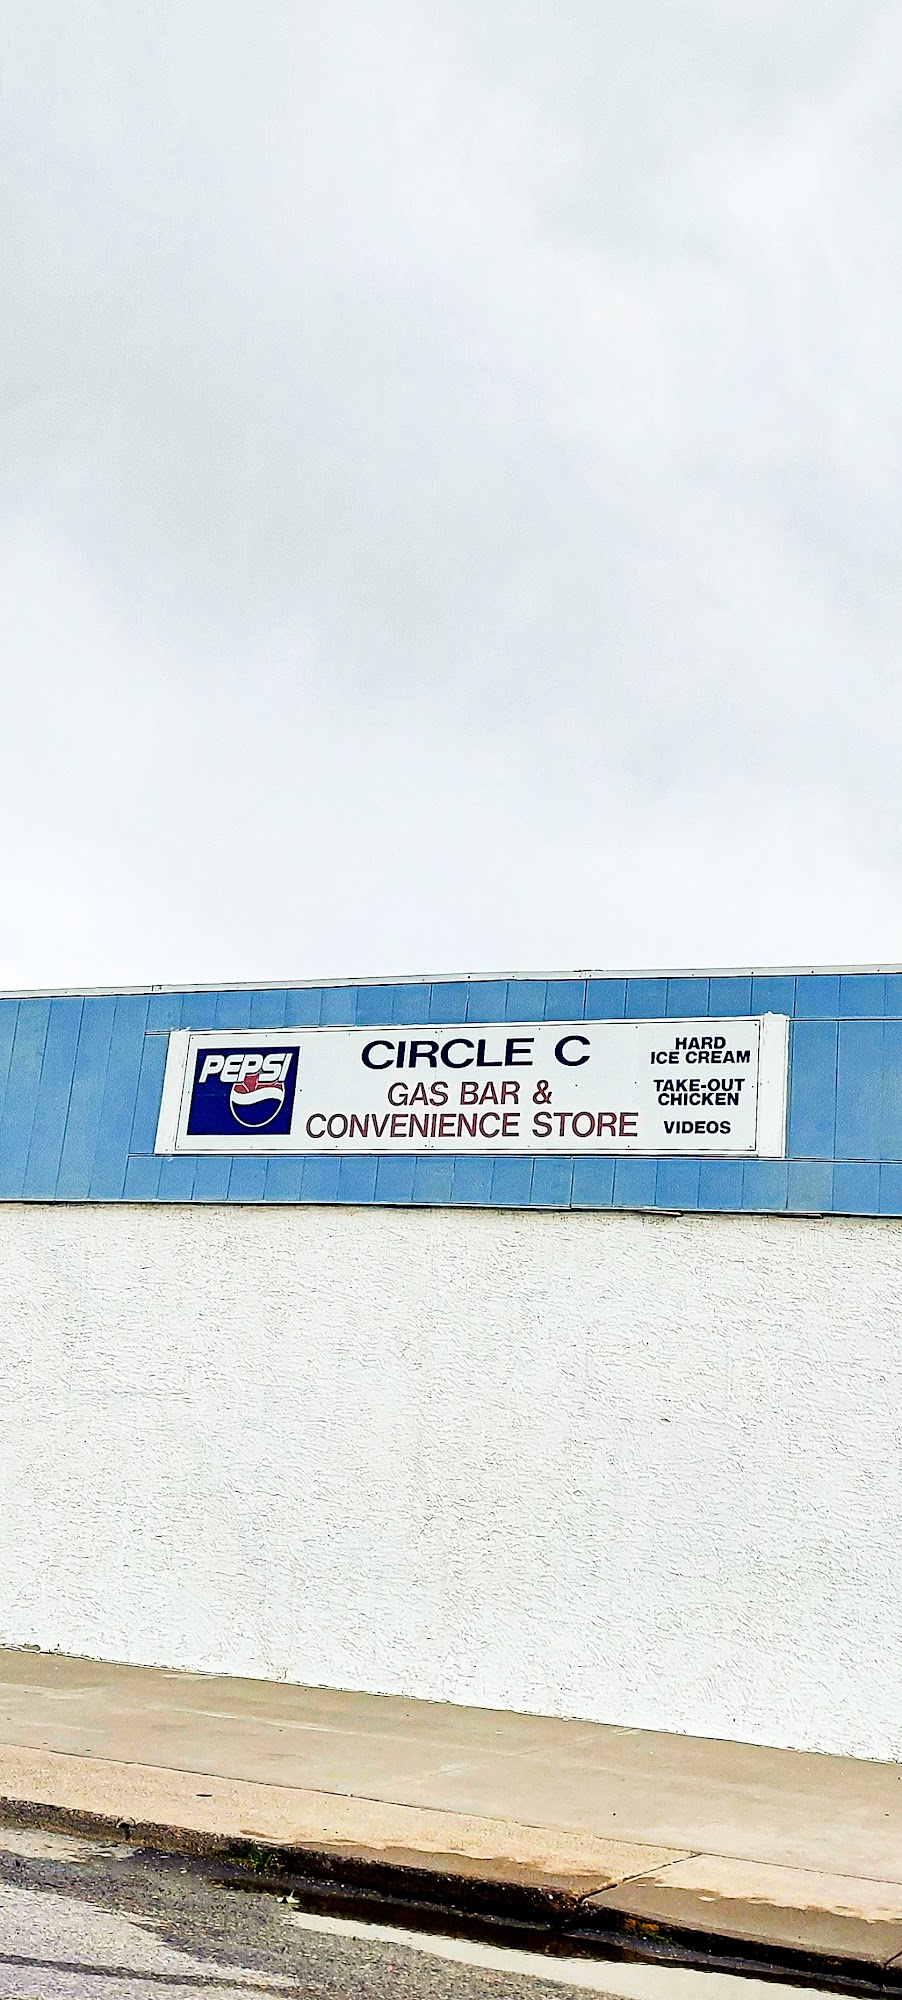 PEPSI
CIRCLE C
GAS BAR &
CONVENIENCE STORE
HARD
ICE CREAM
TAKE-OUT
CHICKEN
VIDEOS